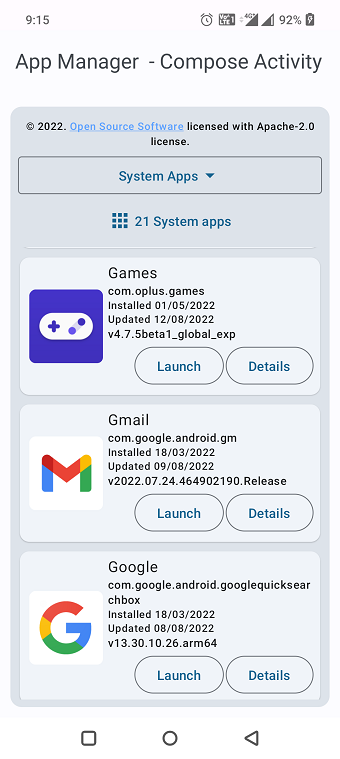 9:15
92%
App Manager - Compose Activity
© 2022. Open Source Software licensed with Apache-2.0
license.
System Apps
21 System apps
Games
com.oplus.games
Installed 01/05/2022
Updated 12/08/2022
v4.7.5beta1_global_exp
Launch Details
Gmail
com.google.android.gm
Installed 18/03/2022
Updated 09/08/2022
v2022.07.24.464902190.Release
Launch Details
Google
com.google.android.googlequicksear
chbox
Installed 18/03/2022
Updated 08/08/2022
v13.30.10.26.arm64
Launch Details